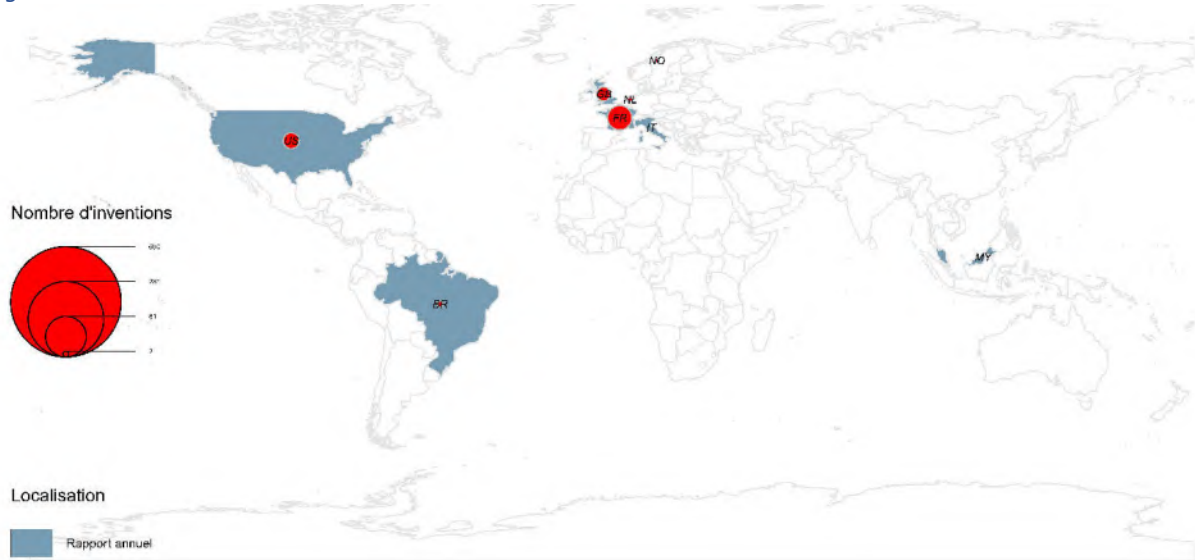 NO
GB
NL
FR
IT
US
Nombre d'inventions
MY
BR
Localisation
Rapport annuel